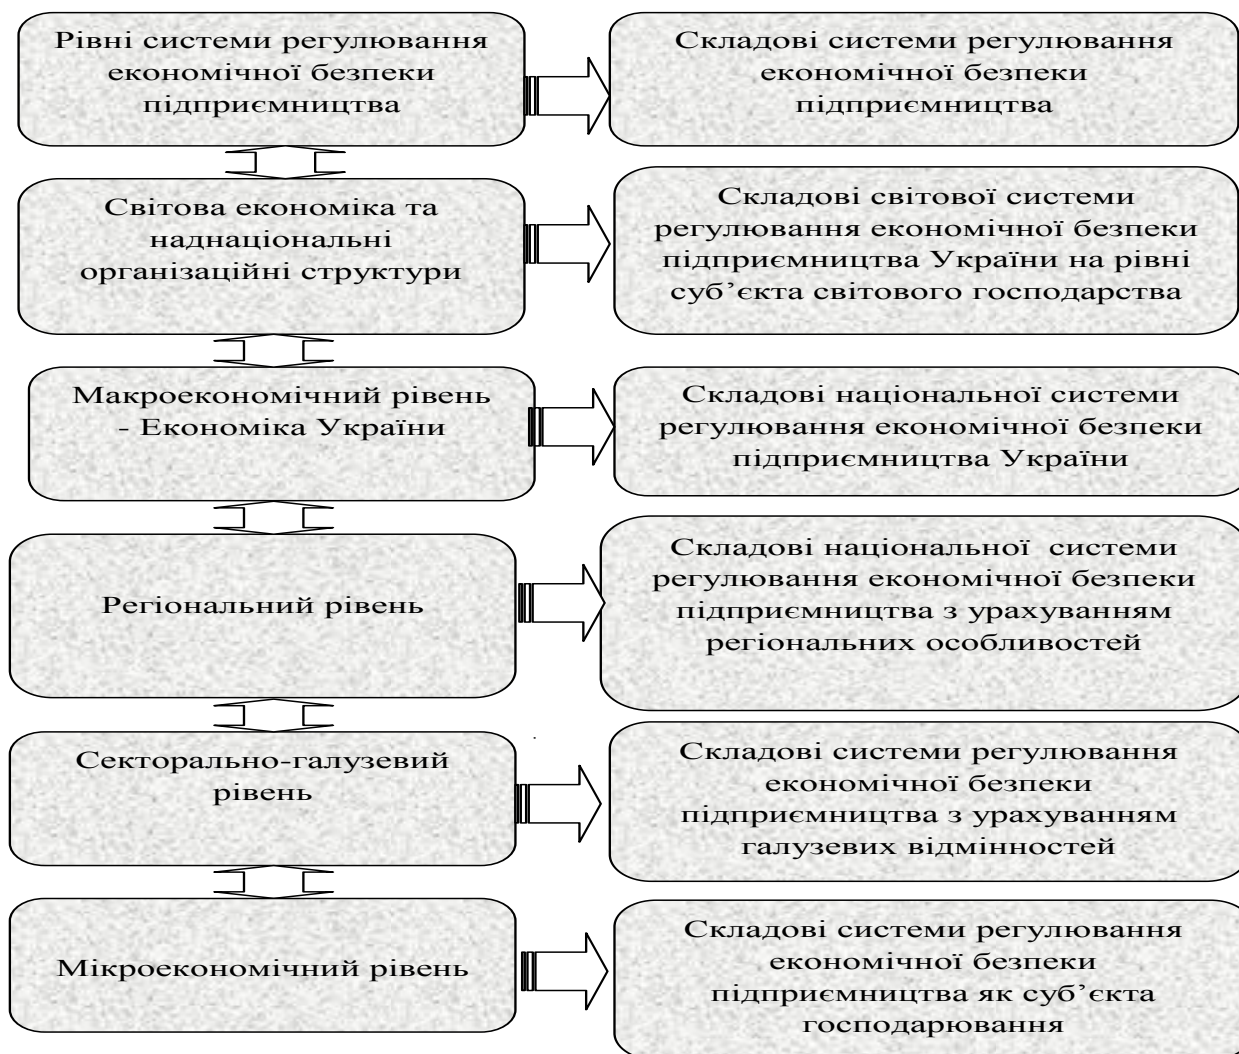 Рівні системи регулювання
економічної безпеки
підприємництва
Складові системи регулювання
економічної безпеки
підприємництва
Світова економіка та
наднаціональні
організаційні структури
Складові світової системи
регулювання економічної безпеки
підприємництва України на рівні
суб’єкта світового господарства
Макроекономічний рівень
- Економіка України
Складові національної системи
регулювання економічної безпеки
підприємництва України
Регіональний рівень
Складові національної системи
регулювання економічної безпеки
підприємництва з урахуванням
регіональних особливостей
Секторально-галузевий
рівень
Складові системи регулювання
економічної безпеки
підприємництва з урахуванням
галузевих відмінностей
Мікроекономічний рівень
Складові системи регулювання
економічної безпеки
підприємництва як суб’єкта
господарювання